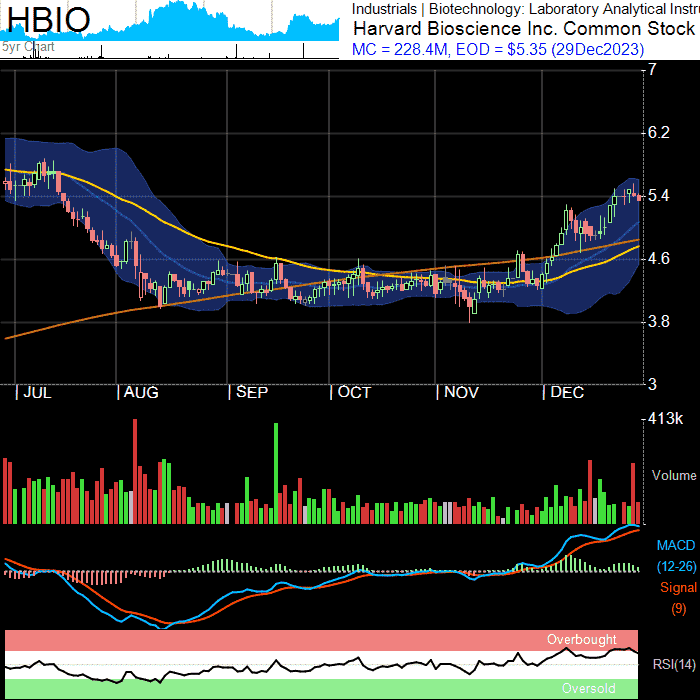 HBIO
5yr Chart
Industrials | Biotechnology: Laboratory Analytical Instru
Harvard Bioscience Inc. Common Stock
MC = 228.4M, EOD = $5.35 (29Dec2023)
7
6.2
5.4
4.6
3.8
3
JUL
AUG
SEP
OCT
NOV
DEC
413k
Volume
MACD
(12-26)
Signal
(9)
Overbought
RSI(14)
Oversold